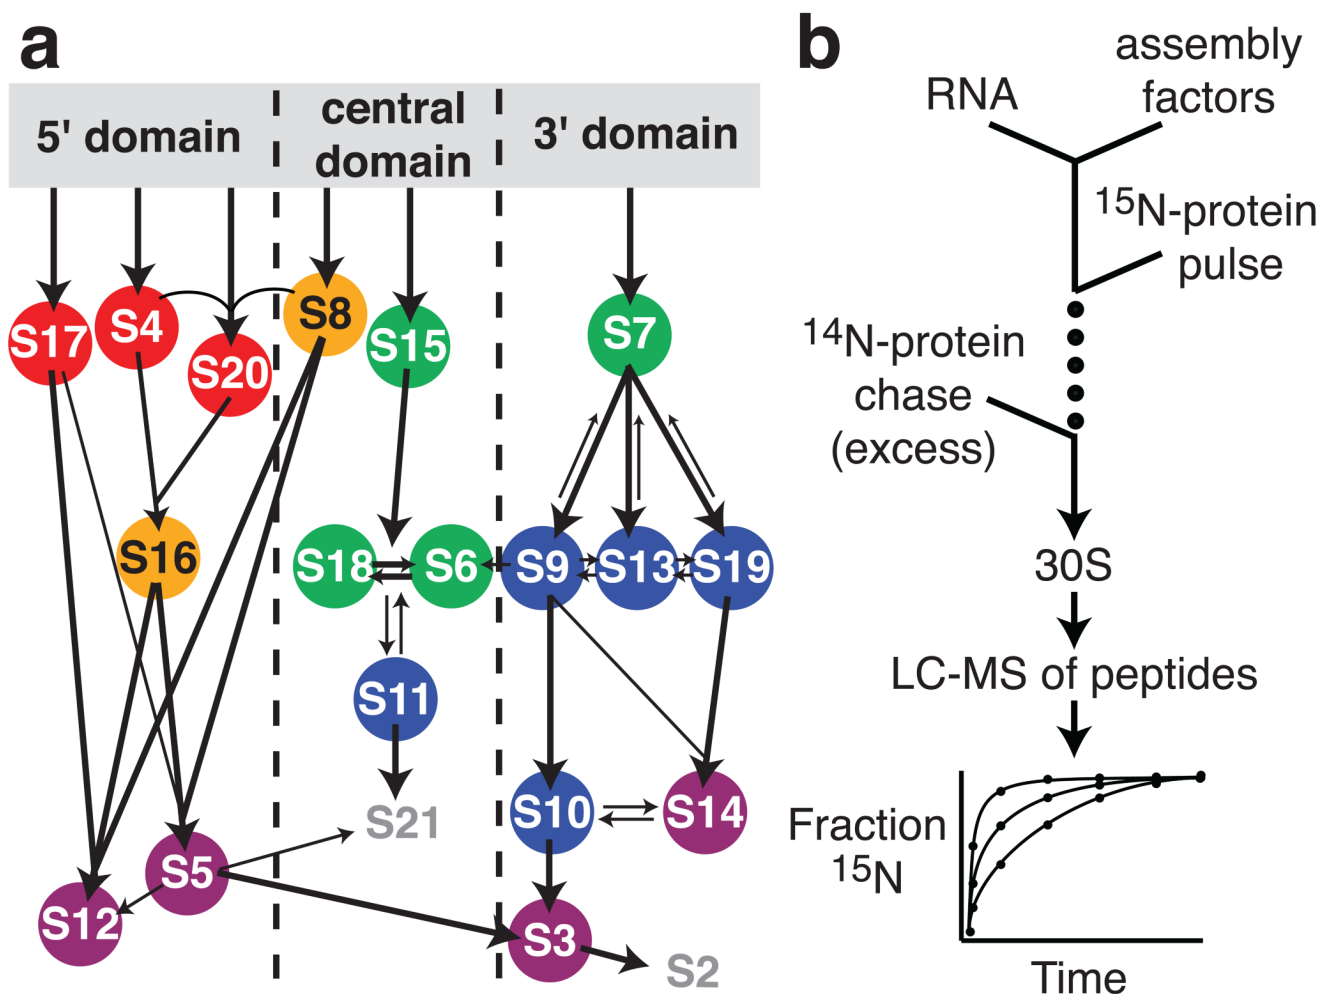 a
5' domain
central
domain
3' domain
S17
S4
S20
S8
S15
S7
S16
S18
S6
S9
S13
S19
S11
S21
S10
S14
S5
S12
S3
S2
b
RNA
assembly
factors
15N-protein
pulse
14N-protein
chase
(excess)
30S
LC-MS of peptides
Fraction
15N
Time